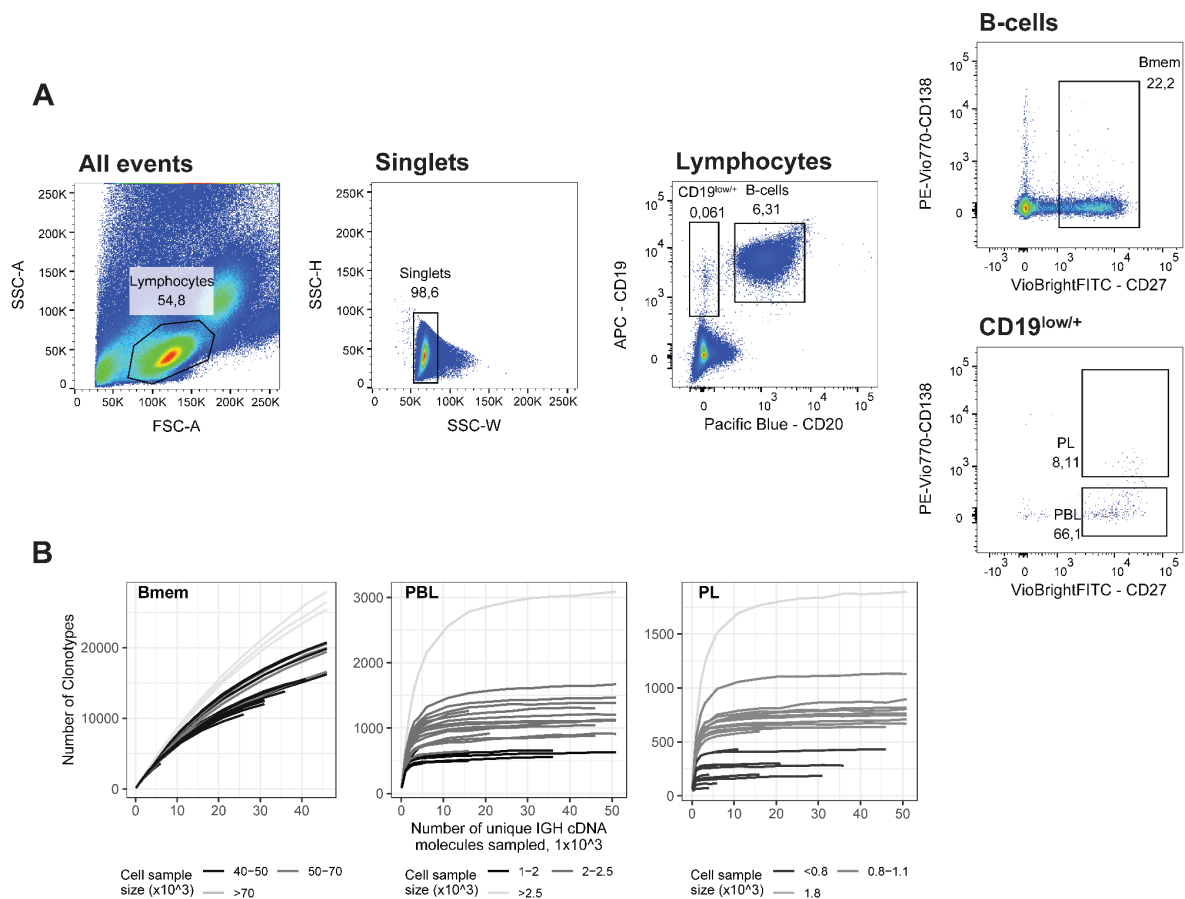 A
All events
SSC-A
250K
200K
150K
100K
50K
0
Lymphocytes
54,8
0
50K
100K
150K
200K
250K
FSC-A
Singlets
SSC-H
250K
200K
150K
100K
50K
0
Singlets
98,6
50K
100K
150K
200K
250K
SSC-W
Lymphocytes
APC - CD19
10^5
10^4
10^3
0
CD19^low/+
0,061
B-cells
6,31
0
10^3
10^4
10^5
Pacific Blue - CD20
B-cells
PE-Vio770-CD138
10^5
10^4
10^3
0
Bmem
22,2
-10^3
0
10^3
10^4
10^5
VioBrightFITC - CD27
CD19^low/+
PE-Vio770-CD138
10^5
10^4
10^3
0
PL
8,11
PBL
66,1
-10^3
0
10^3
10^4
10^5
VioBrightFITC - CD27
B
Number of Clonotypes
Bmem
20000
10000
0
0
10
20
30
40
PBL
3000
2000
1000
0
0
10
20
30
40
50
PL
1500
1000
500
0
0
10
20
30
40
50
Number of unique IGH cDNA
molecules sampled, 1x10^3
Cell sample
size (x10^3)
40-50
50-70
>70
Cell sample
size (x10^3)
1-2
2-2.5
>2.5
Cell sample
size (x10^3)
<0.8
0.8-1.1
1.8